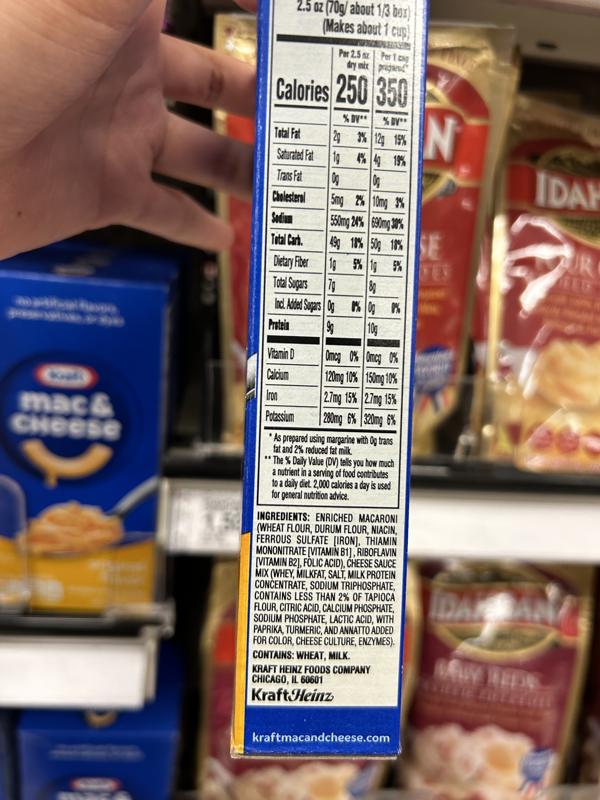 2.5 oz (70g/ about 1/3 box)
(Makes about 1 cup)
Per 2.5 oz Per 1 cup
dry mix prepared*
Calories 250 350
% DV** % DV**
Total Fat 2g 3% 12g 15%
Saturated Fat 1g 4% 4g 19%
Trans Fat 0g 0g
Cholesterol 5mg 2% 10mg 3%
Sodium 550mg 24% 690mg 30%
Total Carb. 49g 18% 50g 18%
Dietary Fiber 1g 5% 1g 5%
Total Sugars 7g 8g
Incl. Added Sugars 0g 0% 0g 0%
Protein 9g 10g
Vitamin D 0mcg 0% 0mcg 0%
Calcium 120mg 10% 150mg 10%
Iron 2.7mg 15% 2.7mg 15%
Potassium 280mg 6% 320mg 6%
* As prepared using margarine with 0g trans
fat and 2% reduced fat milk.
** The % Daily Value (DV) tells you how much
a nutrient in a serving of food contributes
to a daily diet. 2,000 calories a day is used
for general nutrition advice.
INGREDIENTS: ENRICHED MACARONI
(WHEAT FLOUR, DURUM FLOUR, NIACIN,
FERROUS SULFATE [IRON], THIAMIN
MONONITRATE [VITAMIN B1], RIBOFLAVIN
[VITAMIN B2], FOLIC ACID), CHEESE SAUCE
MIX (WHEY, MILKFAT, SALT, MILK PROTEIN
CONCENTRATE, SODIUM TRIPHOSPHATE,
CONTAINS LESS THAN 2% OF TAPIOCA
FLOUR, CITRIC ACID, CALCIUM PHOSPHATE,
SODIUM PHOSPHATE, LACTIC ACID, WITH
PAPRIKA, TURMERIC, AND ANNATTO ADDED
FOR COLOR, CHEESE CULTURE, ENZYMES).
CONTAINS: WHEAT, MILK.
KRAFT HEINZ FOODS COMPANY
CHICAGO, IL 60601
KraftHeinz
kraftmacandcheese.com
no artificial flavors,
preservatives, or dyes
Kraft
mac&
cheese
IDAH
IDAHOAN
BABY REDS
Kraft
mac&